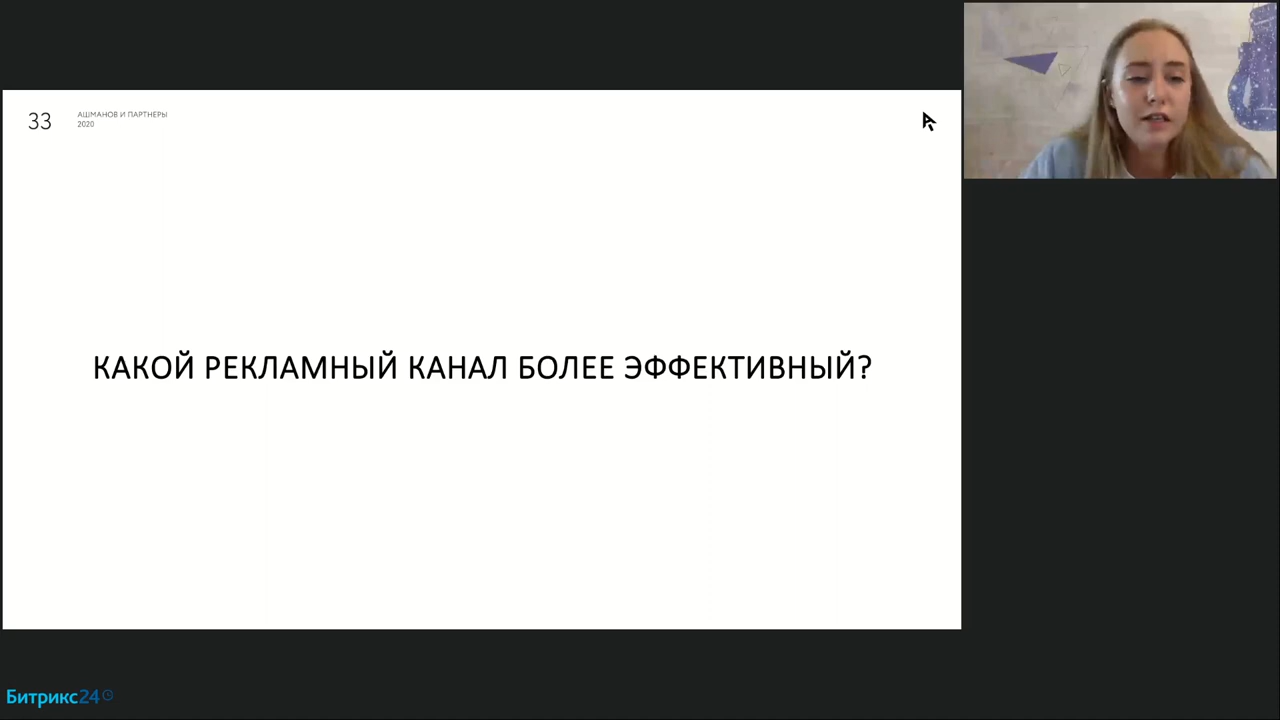 33
АШМАНОВ И ПАРТНЕРЫ
2020
КАКОЙ РЕКЛАМНЫЙ КАНАЛ БОЛЕЕ ЭФФЕКТИВНЫЙ?
Битрикс24